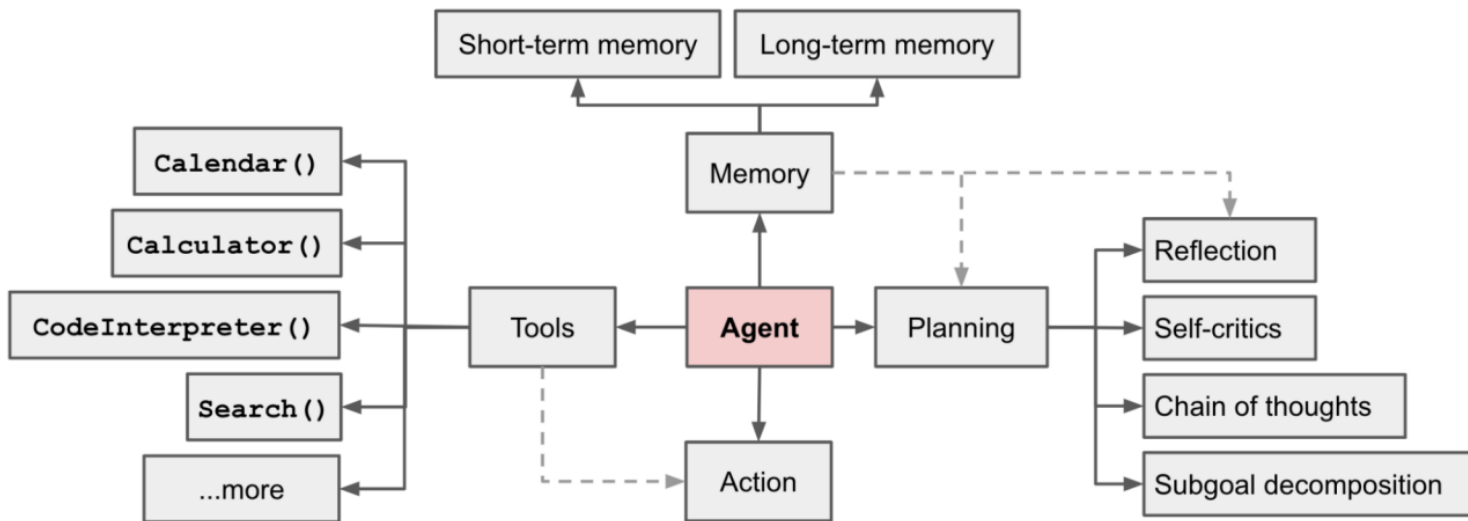 Short-term memory
Long-term memory
Calendar()
Memory
Calculator()
Reflection
CodeInterpreter()
Tools
Agent
Planning
Self-critics
Search()
Chain of thoughts
...more
Action
Subgoal decomposition